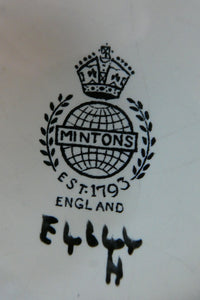 MINTONS
EST. 1793
ENGLAND
E4644
H